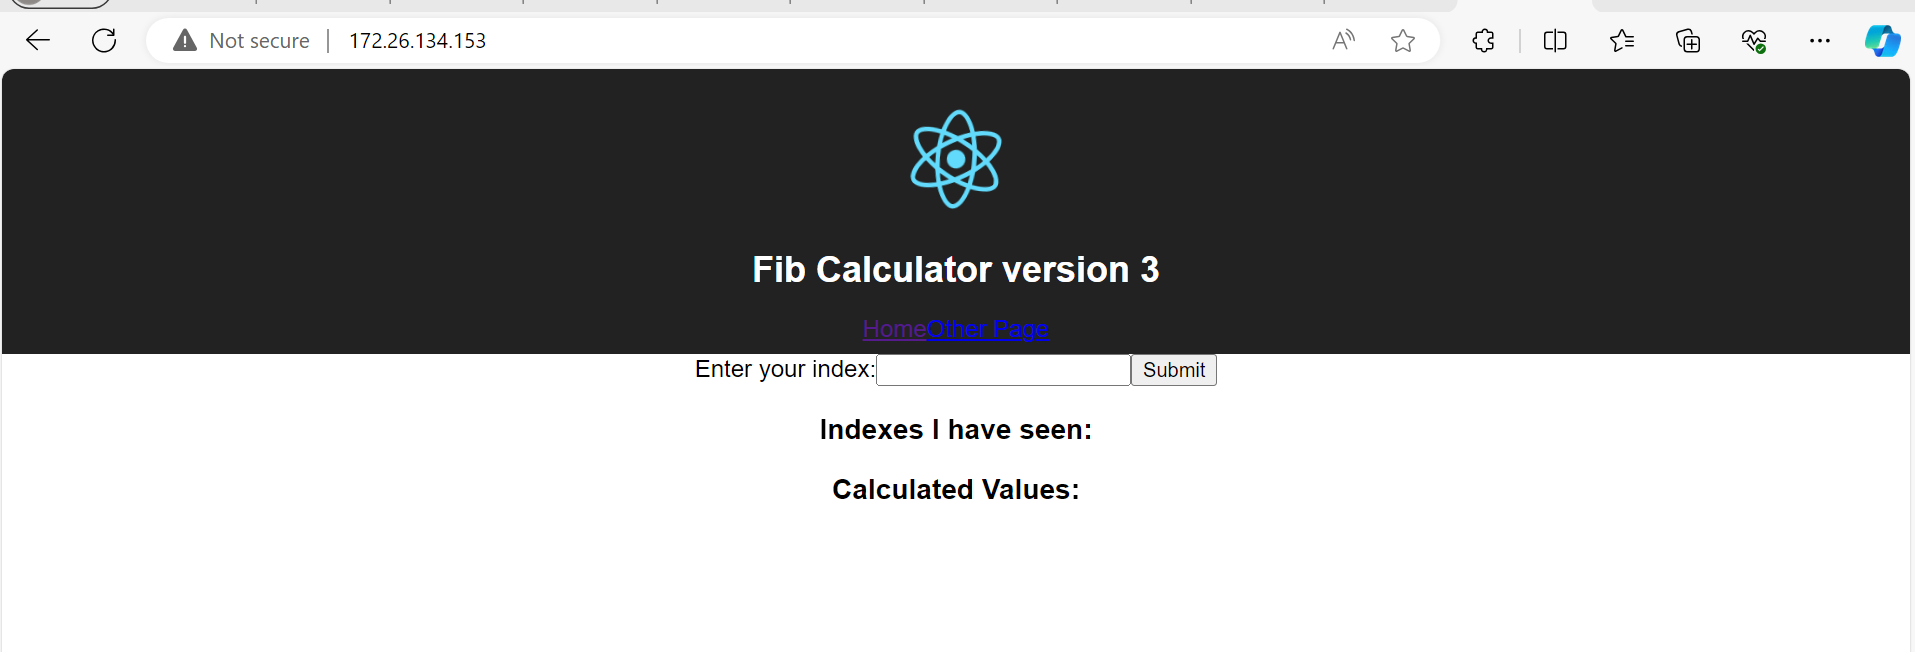 Not secure 172.26.134.153
Fib Calculator version 3
HomeOther Page
Enter your index: Submit
Indexes I have seen:
Calculated Values: